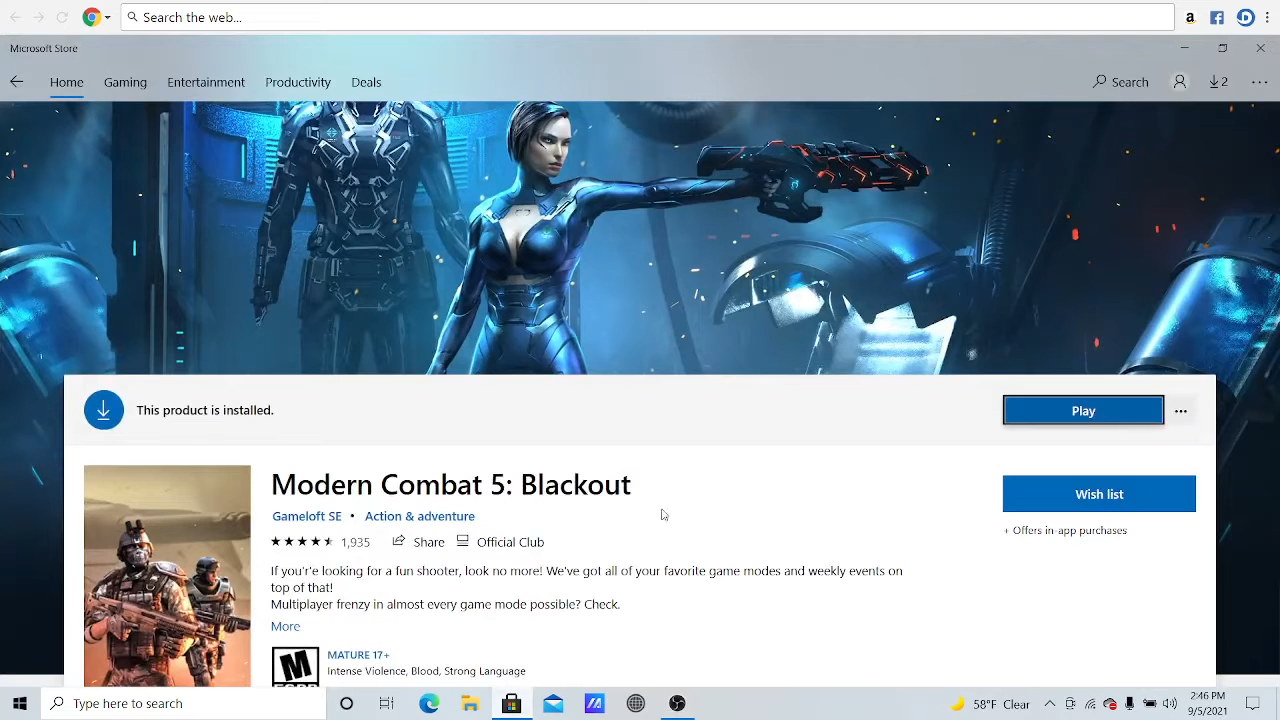 Search the web...
Microsoft Store
Home Gaming Entertainment Productivity Deals Search 2
This product is installed. Play
Modern Combat 5: Blackout
Wish list
Gameloft SE • Action & adventure
+ Offers in-app purchases
1,935 Share Official Club
If you're looking for a fun shooter, look no more! We've got all of your favorite game modes and weekly events on
top of that!
Multiplayer frenzy in almost every game mode possible? Check.
More
MATURE 17+
M
Intense Violence, Blood, Strong Language
Type here to search 58°F Clear 2:46 PM
9/5/2021